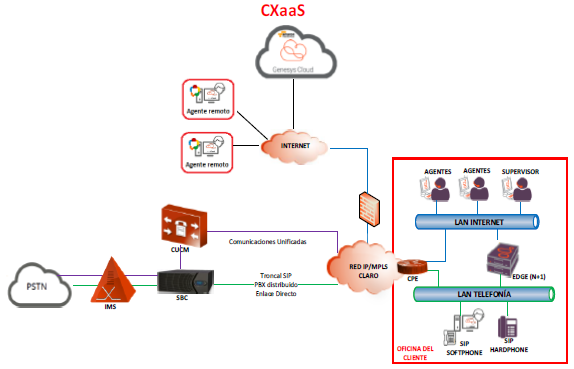 CXaaS
Genesys Cloud
Agente remoto
Agente remoto
INTERNET
AGENTES
AGENTES
SUPERVISOR
LAN INTERNET
CUCM
Comunicaciones Unificadas
RED IP/MPLS
CLARO
CPE
EDGE (N+1)
PSTN
IMS
SBC
Troncal SIP
PBX distribuido
Enlace Directo
LAN TELEFONÍA
OFICINA DEL
CLIENTE
SIP
SOFTPHONE
SIP
HARDPHONE